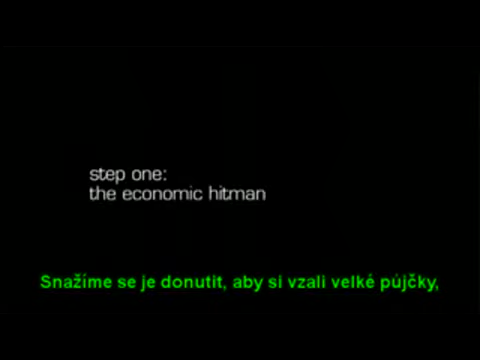 step one:
the economic hitman
Snažíme se je donutit, aby si vzali velké půjčky,